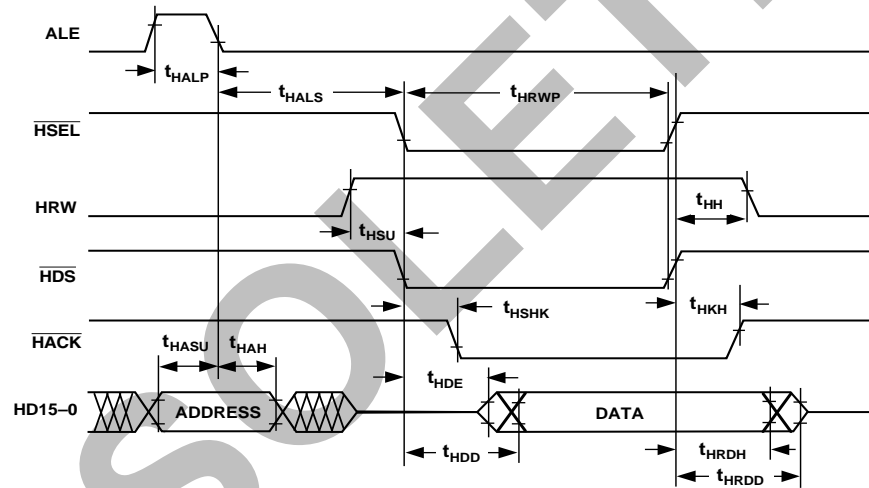 ALE
tHALP
tHALS
tHRWP
HSEL
HRW
tHH
tHSU
HDS
tHSHK
tHKH
HACK
tHASU
tHAH
tHDE
HD15–0
ADDRESS
DATA
tHDD
tHRDH
tHRDD